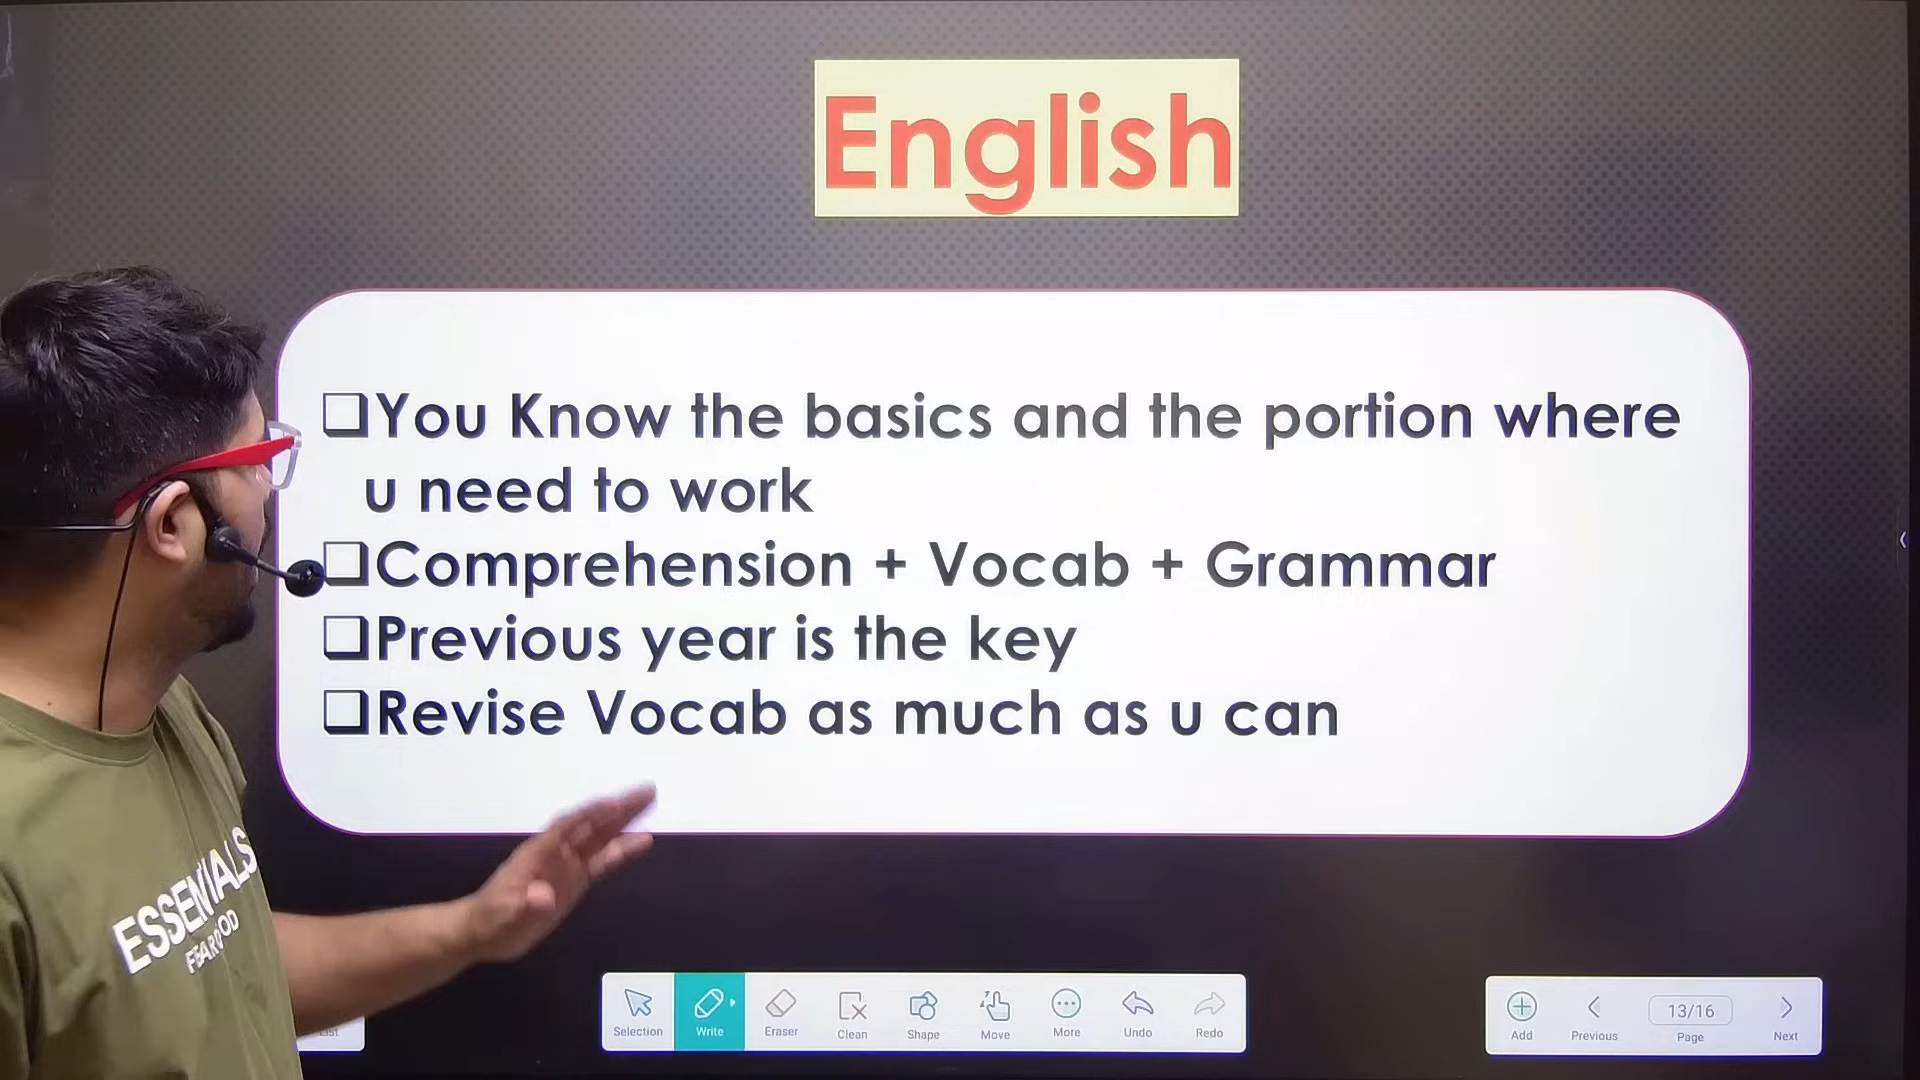 English
❑You Know the basics and the portion where
u need to work
❑Comprehension + Vocab + Grammar
❑Previous year is the key
❑Revise Vocab as much as u can
ESSENTIALS
List
Selection
Write
Eraser
Clean
Shape
Move
More
Undo
Redo
Add
Previous
13/16
Page
Next